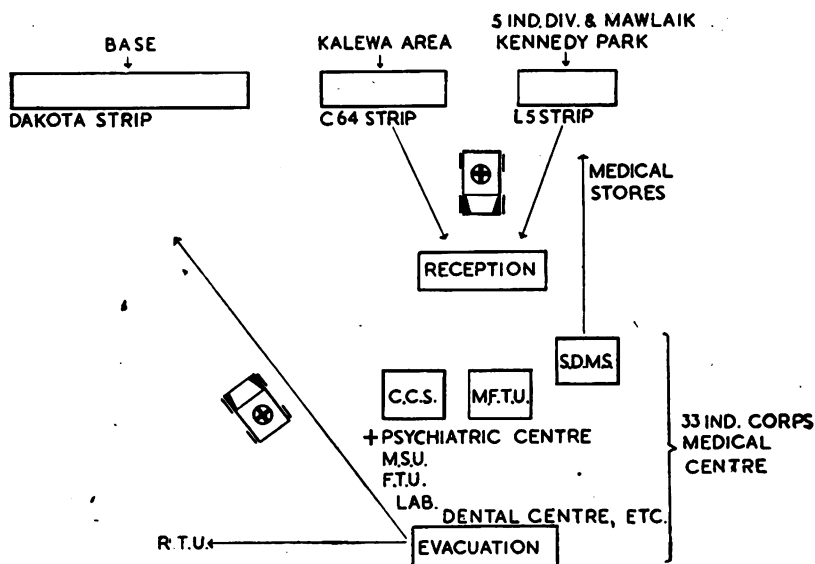 BASE
KALEWA AREA
5 IND. DIV. & MAWLAIK
KENNEDY PARK
DAKOTA STRIP
C64 STRIP
L5 STRIP
MEDICAL
STORES
RECEPTION
S.D.M.S.
C.C.S.
M.F.T.U.
+PSYCHIATRIC CENTRE
M.S.U.
F.T.U.
LAB.
DENTAL CENTRE, ETC.
33 IND. CORPS
MEDICAL
CENTRE
R.T.U.
EVACUATION